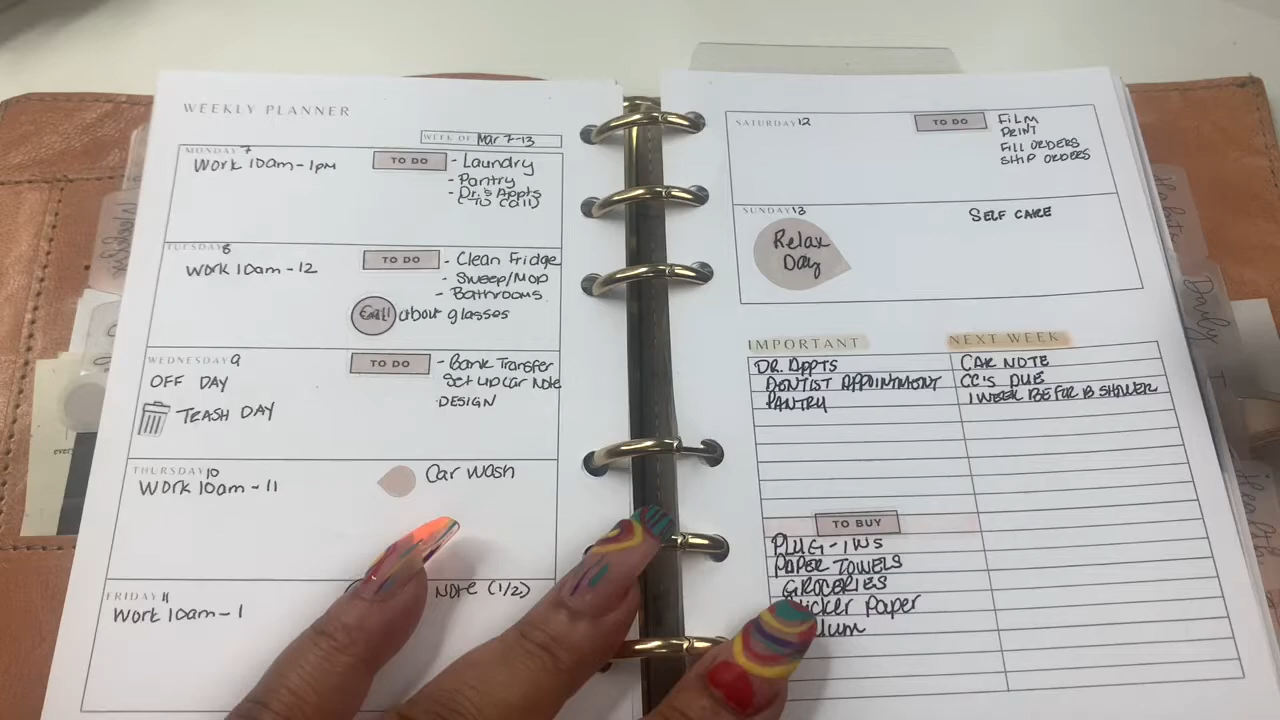 WEEKLY PLANNER
WEEK OF Mar 7-13
MONDAY 7
Work 10am-1pm
TO DO
- Laundry
- Pantry
- Dr.'s Appts
(to call)
TUESDAY 8
Work 10am-12
TO DO
- Clean Fridge
- Sweep/Mop
- Bathrooms
Call about glasses
WEDNESDAY 9
OFF DAY
TRASH DAY
TO DO
- Bank Transfer
Set up car Note
DESIGN
THURSDAY 10
Work 10am-11
Car wash
FRIDAY 11
Work 10am-1
NOTE (1/2)
SATURDAY 12
TO DO
FILM
PRINT
FILL ORDERS
SHIP ORDERS
SUNDAY 13
Relax
Day
SELF CARE
IMPORTANT
DR. APPTS
DENTIST APPOINTMENT
PANTRY
NEXT WEEK
CAR NOTE
CC'S DUE
1 WEEK BEFOR B SHOWER
TO BUY
PLUG-INS
PAPER TOWELS
GROCERIES
Sticker Paper
Weekly
Daily
Health